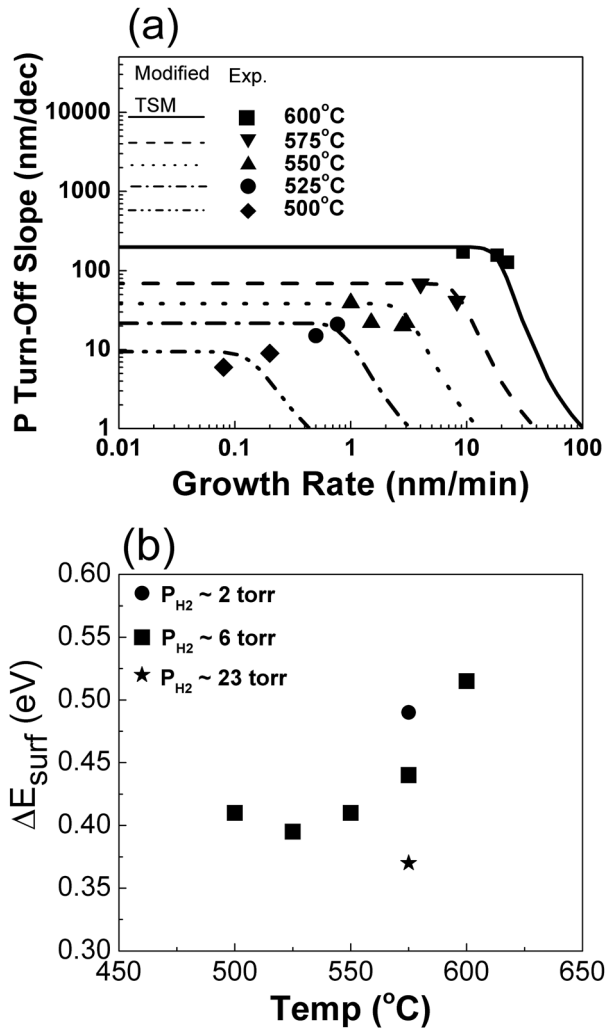 (a)
P Turn-Off Slope (nm/dec)
Modified Exp.
TSM
600°C
575°C
550°C
525°C
500°C
10000
1000
100
10
1
0.01 0.1 1 10 100
Growth Rate (nm/min)
(b)
ΔEsurf (eV)
0.60
0.55
0.50
0.45
0.40
0.35
0.30
PH2 ~ 2 torr
PH2 ~ 6 torr
PH2 ~ 23 torr
450 500 550 600 650
Temp (°C)